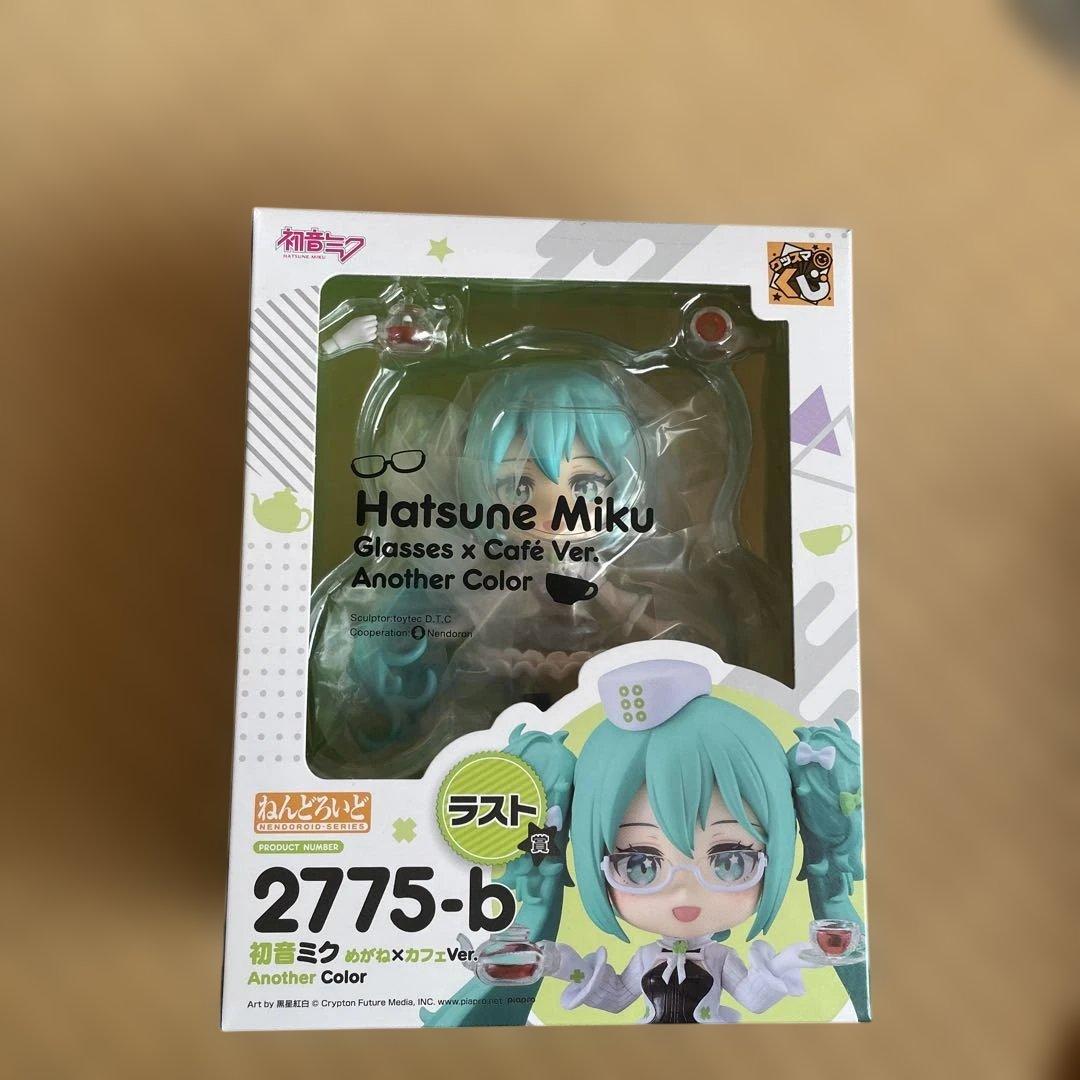 初音ミク
HATSUNE MIKU
グッスマ
くじ
Hatsune Miku
Glasses x Café Ver.
Another Color
Sculptor:toytec D.T.C
Cooperation: Nendoron
ねんどろいど
NENDOROID-SERIES
PRODUCT NUMBER
ラスト
賞
2775-b
初音ミク めがね×カフェVer.
Another Color
Art by 黒星紅白 © Crypton Future Media, INC. www.piapro.net piapro